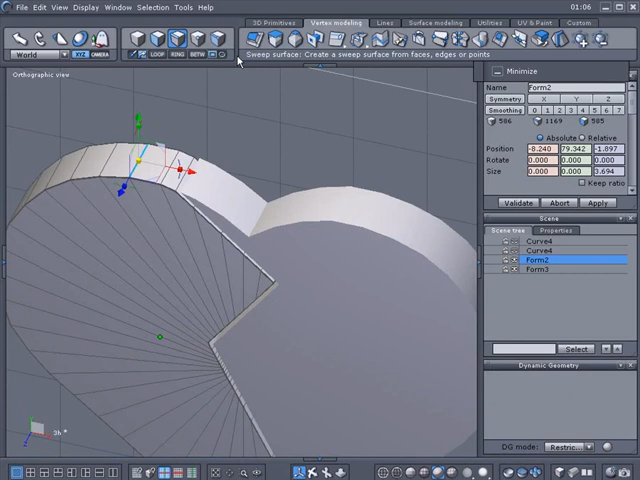 File Edit View Display Window Selection Tools Help 01:06
3D Primitives Vertex modeling Lines Surface modeling Utilities UV & Paint Custom
World XYZ CAMERA LOOP RING BETW
Sweep surface: Create a sweep surface from faces, edges or points
Orthographic view
Minimize
Name Form2
Symmetry X Y Z
Smoothing 0 1 2 3 4 5 6 7
586 1169 585
Absolute Relative
Position -8.240 79.342 -1.897
Rotate 0.000 0.000 0.000
Size 0.000 0.000 3.694
Keep ratio
Validate Abort Apply
Scene
Scene tree Properties
Curve4
Curve4
Form2
Form3
Select
Dynamic Geometry
DG mode: Restric...